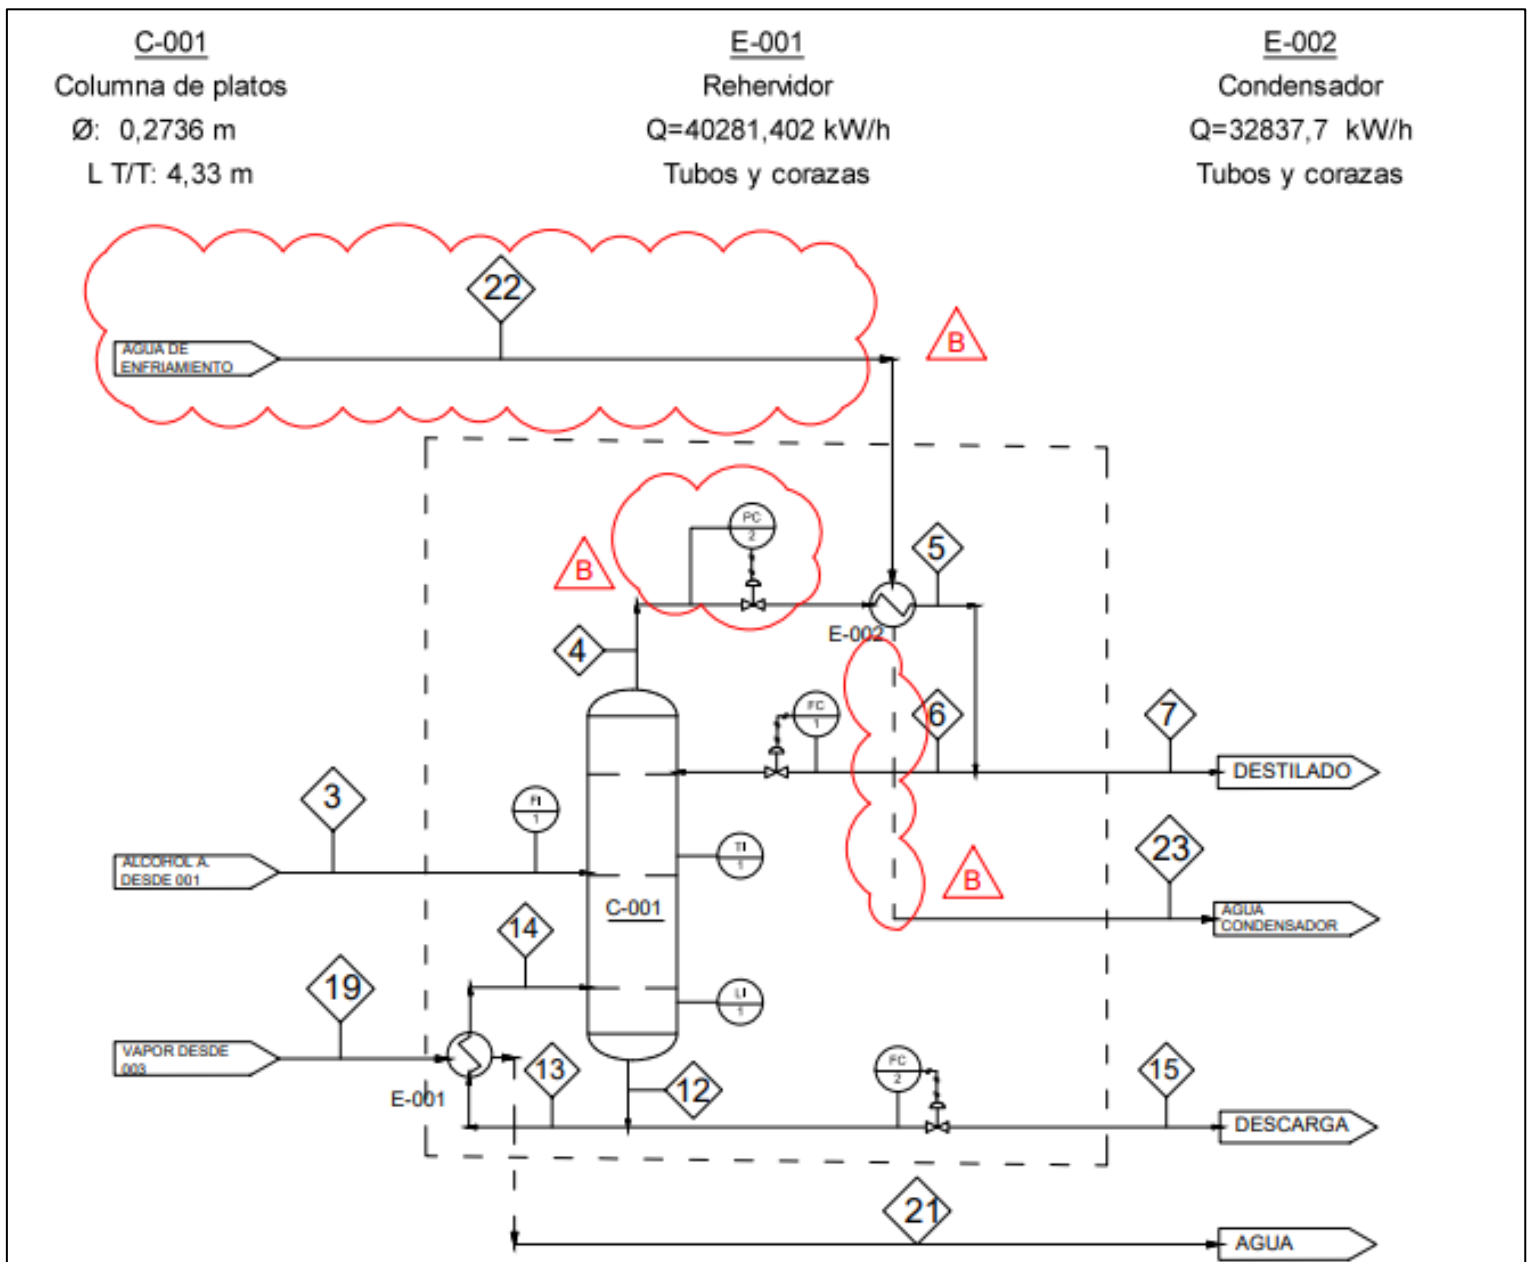 C-001
Columna de platos
Ø: 0,2736 m
L T/T: 4,33 m
E-001
Rehervidor
Q=40281,402 kW/h
Tubos y corazas
E-002
Condensador
Q=32837,7 kW/h
Tubos y corazas
22
B
AGUA DE
ENFRIAMIENTO
PC
2
5
B
E-002
4
FC
1
6
7
DESTILADO
3
FI
1
TI
1
ALCOHOL A.
DESDE 001
23
B
C-001
AGUA
CONDENSADOR
14
19
LI
1
VAPOR DESDE
003
13
12
FC
2
15
E-001
DESCARGA
21
AGUA